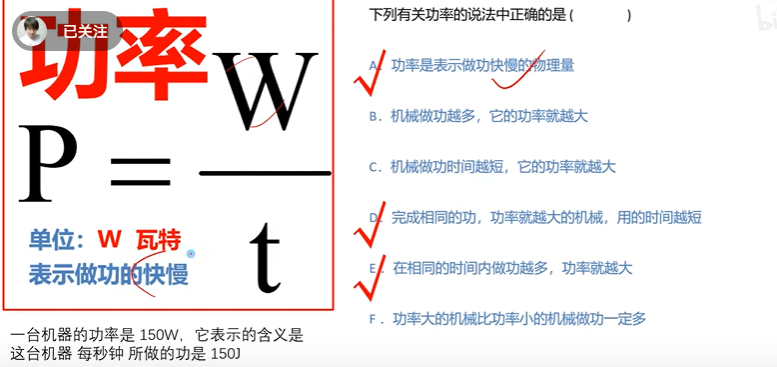 已关注
功率
P = W
t
单位：W 瓦特
表示做功的快慢
一台机器的功率是 150W，它表示的含义是
这台机器 每秒钟 所做的功是 150J
下列有关功率的说法中正确的是 ( )
A．功率是表示做功快慢的物理量
B．机械做功越多，它的功率就越大
C．机械做功时间越短，它的功率就越大
D．完成相同的功，功率就越大的机械，用的时间越短
E．在相同的时间内做功越多，功率就越大
F．功率大的机械比功率小的机械做功一定多
bi